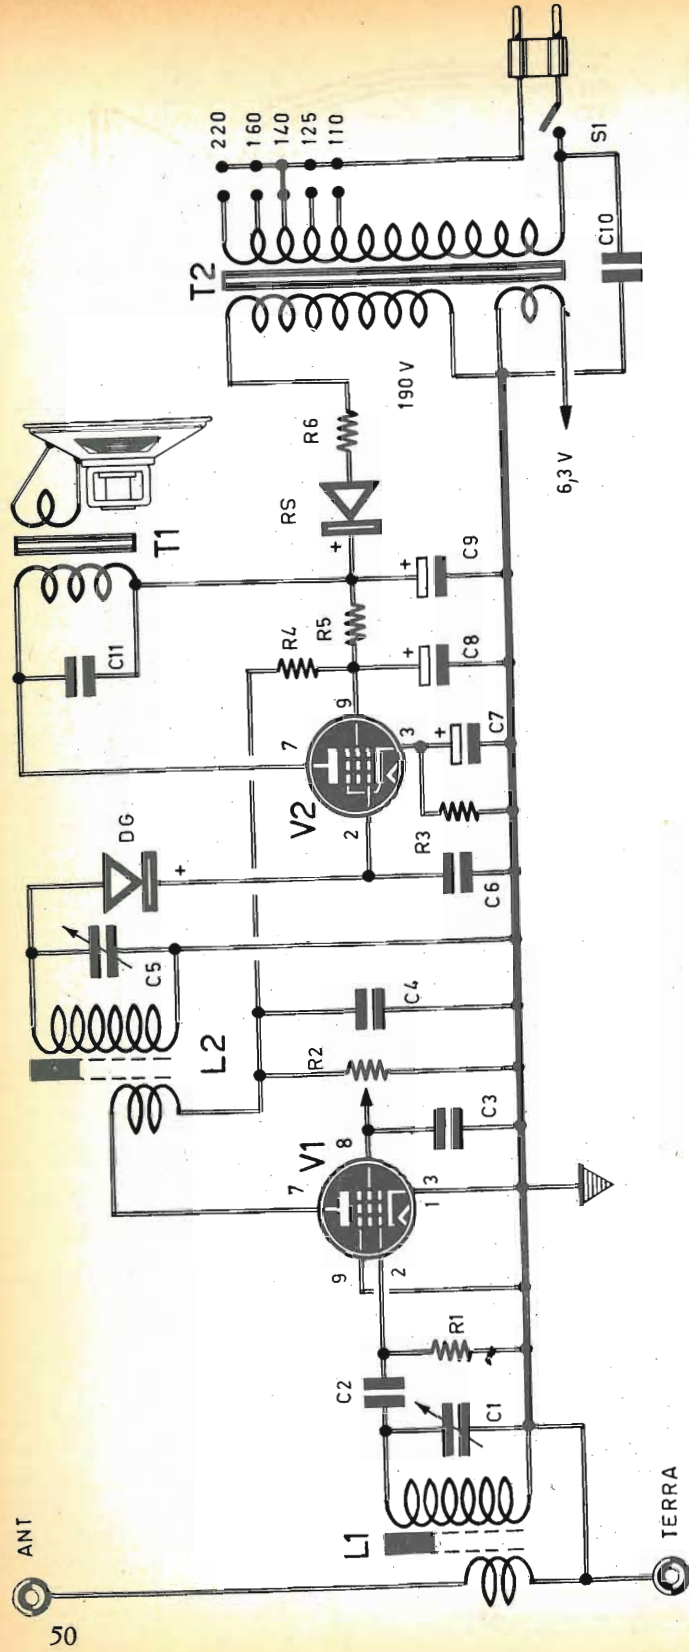 50
ANT
TERRA
L1
C1
C2
R1
9
2
7
V1
8
1
3
C3
R2
C4
L2
C5
DG
+
C6
2
V2
7
9
3
R3
+
C7
+
C8
R4
R5
+
C9
C11
T1
RS
R6
190 V
T2
6,3 V
220
160
140
125
110
S1
C10